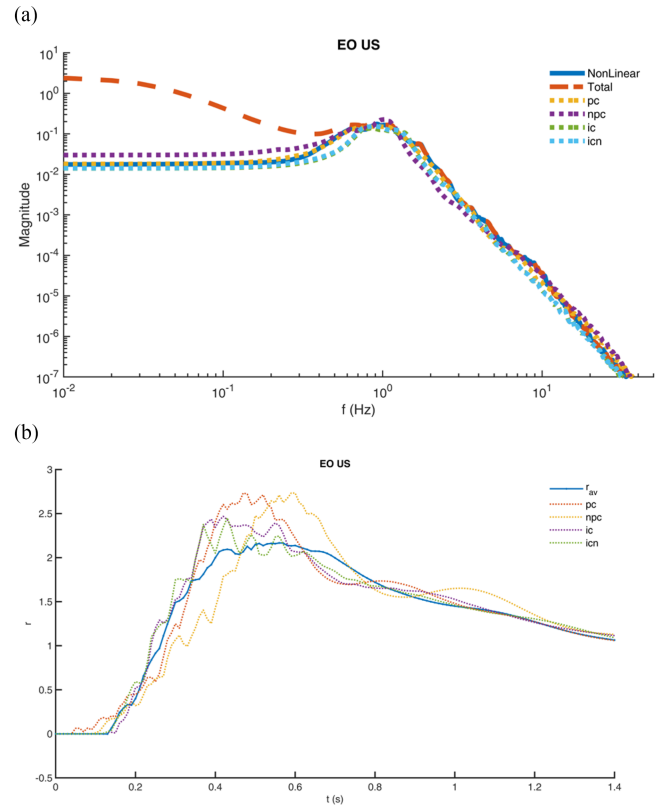 (a)
EO US
10^1
10^0
10^-1
10^-2
10^-3
10^-4
10^-5
10^-6
10^-7
Magnitude
NonLinear
Total
pc
npc
ic
icn
10^-2
10^-1
10^0
10^1
f (Hz)
(b)
EO US
3
2.5
2
1.5
1
0.5
0
-0.5
r
r_av
pc
npc
ic
icn
0
0.2
0.4
0.6
0.8
1
1.2
1.4
t (s)